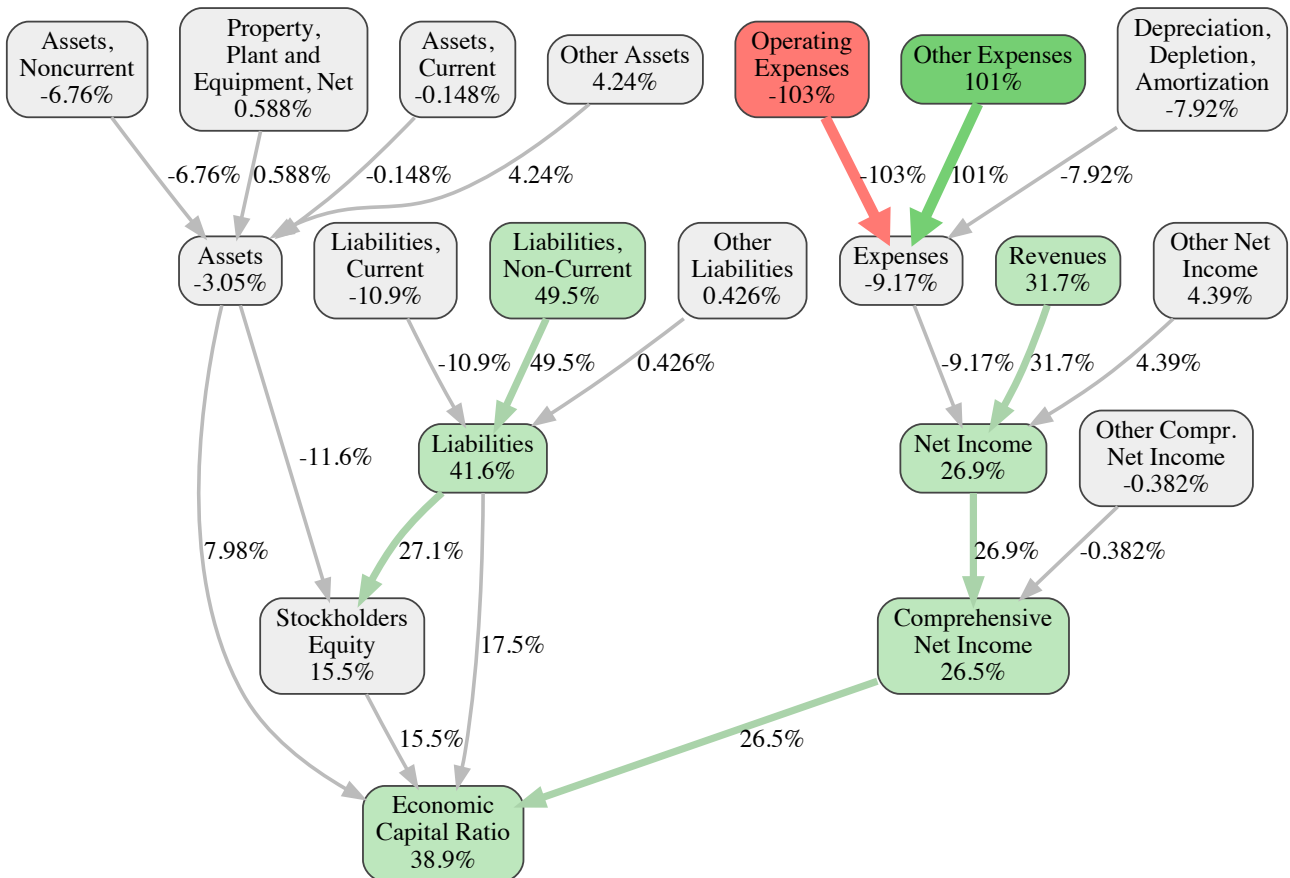 Assets,
Noncurrent
-6.76%
Property,
Plant and
Equipment, Net
0.588%
Assets,
Current
-0.148%
Other Assets
4.24%
Operating
Expenses
-103%
Other Expenses
101%
Depreciation,
Depletion,
Amortization
-7.92%
-6.76%
0.588%
-0.148%
4.24%
-103%
101%
-7.92%
Assets
-3.05%
Liabilities,
Current
-10.9%
Liabilities,
Non-Current
49.5%
Other
Liabilities
0.426%
Expenses
-9.17%
Revenues
31.7%
Other Net
Income
4.39%
-10.9%
49.5%
0.426%
-9.17%
31.7%
4.39%
-11.6%
Liabilities
41.6%
Net Income
26.9%
Other Compr.
Net Income
-0.382%
7.98%
27.1%
26.9%
-0.382%
Stockholders
Equity
15.5%
17.5%
Comprehensive
Net Income
26.5%
15.5%
26.5%
Economic
Capital Ratio
38.9%